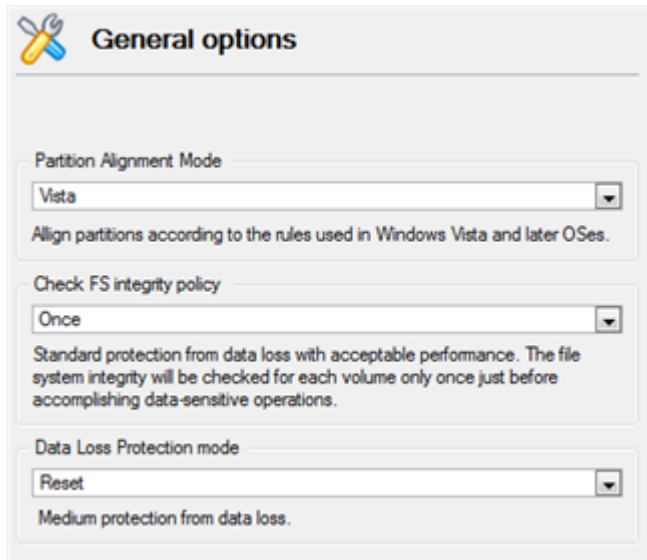 General options
Partition Alignment Mode
Vista
Allign partitions according to the rules used in Windows Vista and later OSes.
Check FS integrity policy
Once
Standard protection from data loss with acceptable performance. The file
system integrity will be checked for each volume only once just before
accomplishing data-sensitive operations.
Data Loss Protection mode
Reset
Medium protection from data loss.